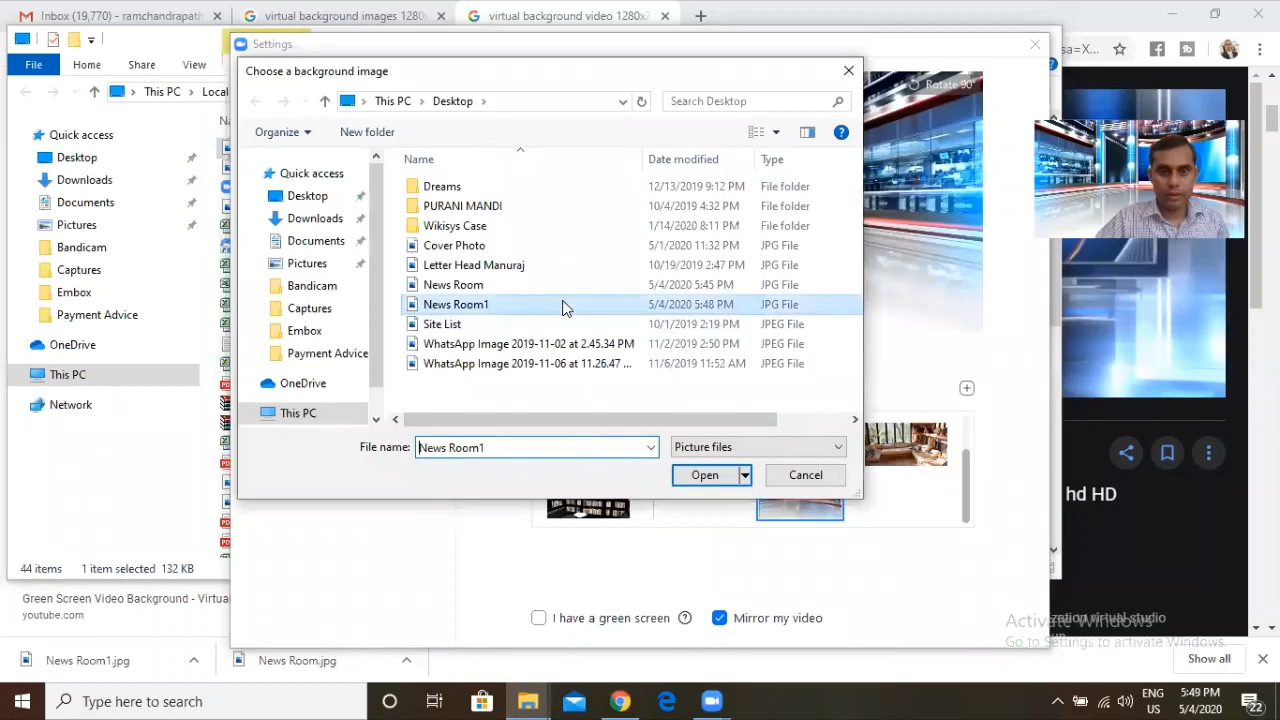 Inbox (19,770) - ramchandrapath
virtual background images 1280x
virtual background video 1280x7
Settings
File
Home
Share
View
Choose a background image
sa=X...
Rotate 90°
This PC
Local
This PC
Desktop
Search Desktop
Organize
New folder
Quick access
Desktop
Downloads
Documents
Pictures
Bandicam
Captures
Embox
Payment Advice
OneDrive
This PC
Network
Quick access
Desktop
Downloads
Documents
Pictures
Bandicam
Captures
Embox
Payment Advice
OneDrive
This PC
Name Date modified Type
Dreams 12/13/2019 9:12 PM File folder
PURANI MANDI 10/4/2019 4:32 PM File folder
Wikisys Case 1/14/2020 8:11 PM File folder
Cover Photo 5/1/2020 11:32 PM JPG File
Letter Head Manuraj 10/19/2019 2:47 PM JPG File
News Room 5/4/2020 5:45 PM JPG File
News Room1 5/4/2020 5:48 PM JPG File
Site List 10/1/2019 2:19 PM JPEG File
WhatsApp Image 2019-11-02 at 2.45.34 PM 11/2/2019 2:50 PM JPEG File
WhatsApp Image 2019-11-06 at 11.26.47 ... 11/6/2019 11:52 AM JPEG File
File name: News Room1
Picture files
Open
Cancel
hd HD
44 items 1 item selected 132 KB
Green Screen Video Background - Virtua
youtube.com
I have a green screen
Mirror my video
zation virtual-studio
Activate Windows
Go to Settings to activate Windows.
News Room1.jpg
News Room.jpg
Show all
Type here to search
ENG
US
5:49 PM
5/4/2020
22